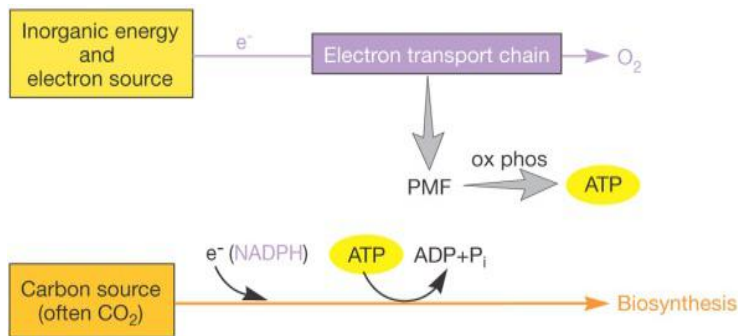 Inorganic energy
and
electron source
e⁻
Electron transport chain
O₂
PMF
ox phos
ATP
e⁻ (NADPH)
ATP
ADP+Pᵢ
Carbon source
(often CO₂)
Biosynthesis